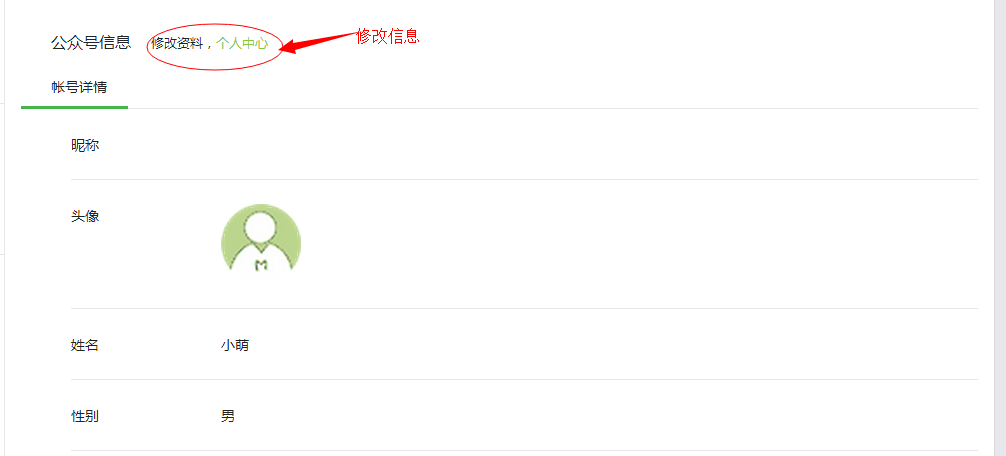 公众号信息 修改资料，个人中心 修改信息
帐号详情
昵称
头像
M
姓名 小萌
性别 男